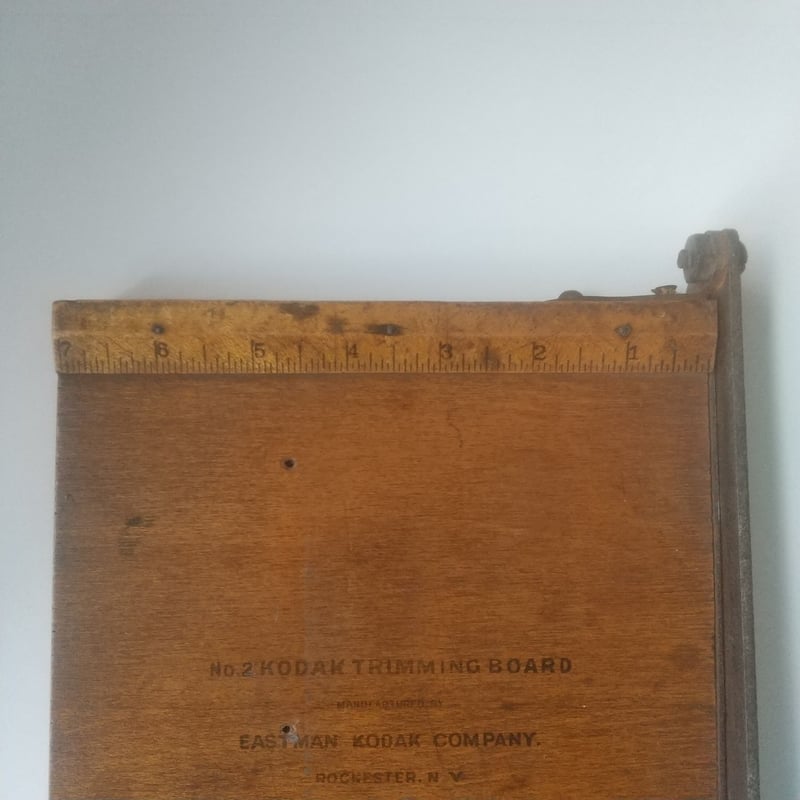 7 6 5 4 3 2 1
No.2 KODAK TRIMMING BOARD
MANUFACTURED BY
EASTMAN KODAK COMPANY.
ROCHESTER, N.Y.